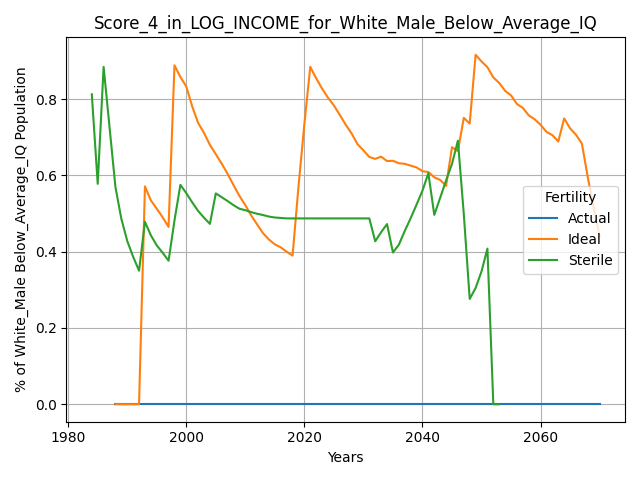 Score_4_in_LOG_INCOME_for_White_Male_Below_Average_IQ
% of White_Male Below_Average_IQ Population
0.8
0.6
0.4
0.2
0.0
Fertility
Actual
Ideal
Sterile
1980
2000
2020
2040
2060
Years